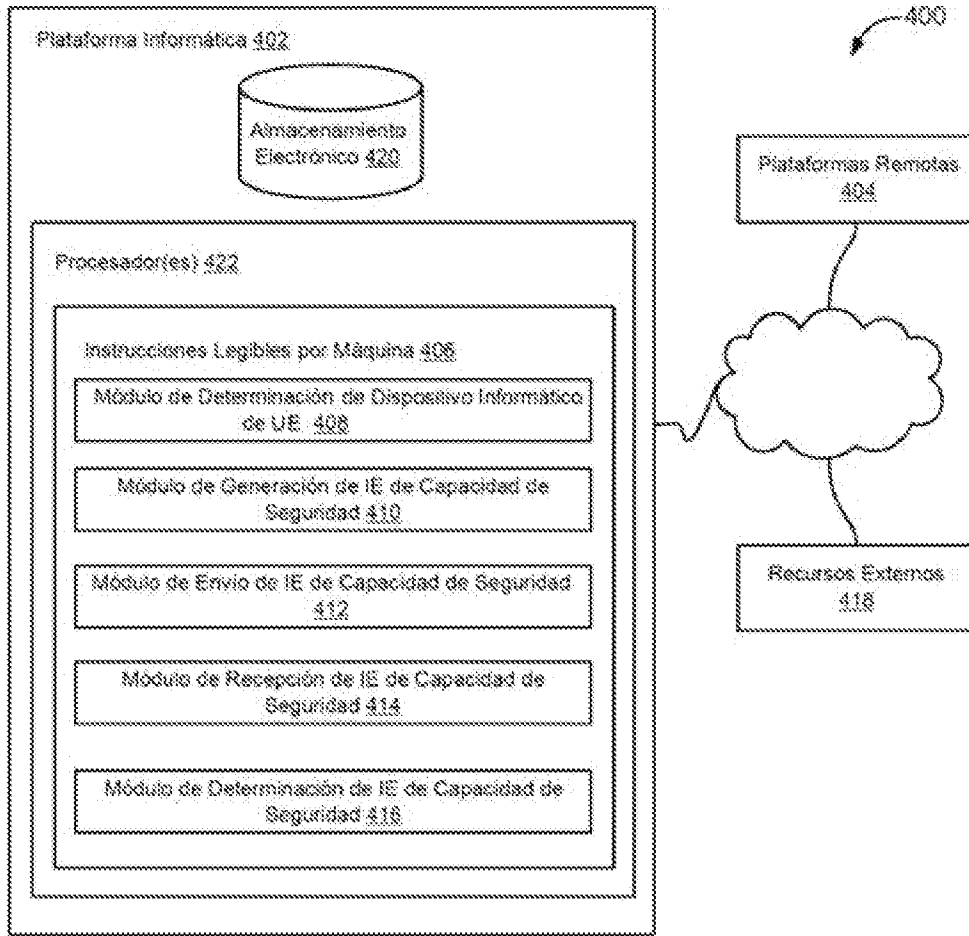 400
Plataforma Informática 402
Almacenamiento
Electrónico 420
Plataformas Remotas
404
Procesador(es) 422
Instrucciones Legibles por Máquina 406
Módulo de Determinación de Dispositivo Informático
de UE 408
Módulo de Generación de IE de Capacidad de
Seguridad 410
Módulo de Envío de IE de Capacidad de Seguridad
412
Módulo de Recepción de IE de Capacidad de
Seguridad 414
Módulo de Determinación de IE de Capacidad de
Seguridad 416
Recursos Externos
418